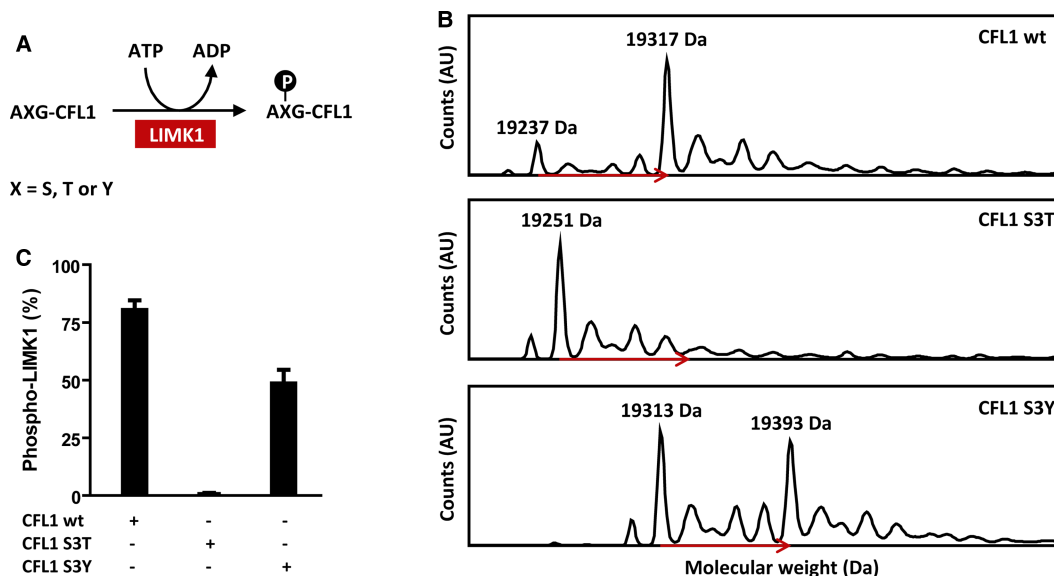 A
ATP ADP
P
AXG-CFL1 AXG-CFL1
LIMK1
X = S, T or Y
B
Counts (AU)
19237 Da
19317 Da
CFL1 wt
Counts (AU)
19251 Da
CFL1 S3T
Counts (AU)
19313 Da
19393 Da
CFL1 S3Y
Molecular weight (Da)
C
Phospho-LIMK1 (%)
100
75
50
25
0
CFL1 wt + - -
CFL1 S3T - + -
CFL1 S3Y - - +